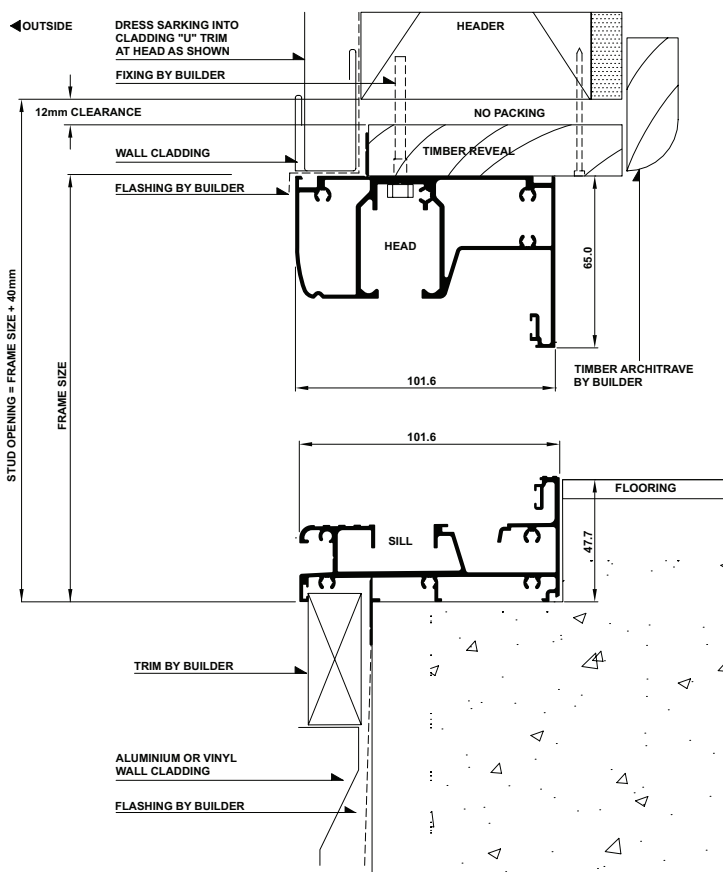 OUTSIDE
DRESS SARKING INTO
CLADDING "U" TRIM
AT HEAD AS SHOWN
HEADER
FIXING BY BUILDER
12mm CLEARANCE
NO PACKING
WALL CLADDING
TIMBER REVEAL
FLASHING BY BUILDER
HEAD
65.0
STUD OPENING = FRAME SIZE + 40mm
FRAME SIZE
TIMBER ARCHITRAVE
BY BUILDER
101.6
101.6
FLOORING
SILL
47.7
TRIM BY BUILDER
ALUMINIUM OR VINYL
WALL CLADDING
FLASHING BY BUILDER